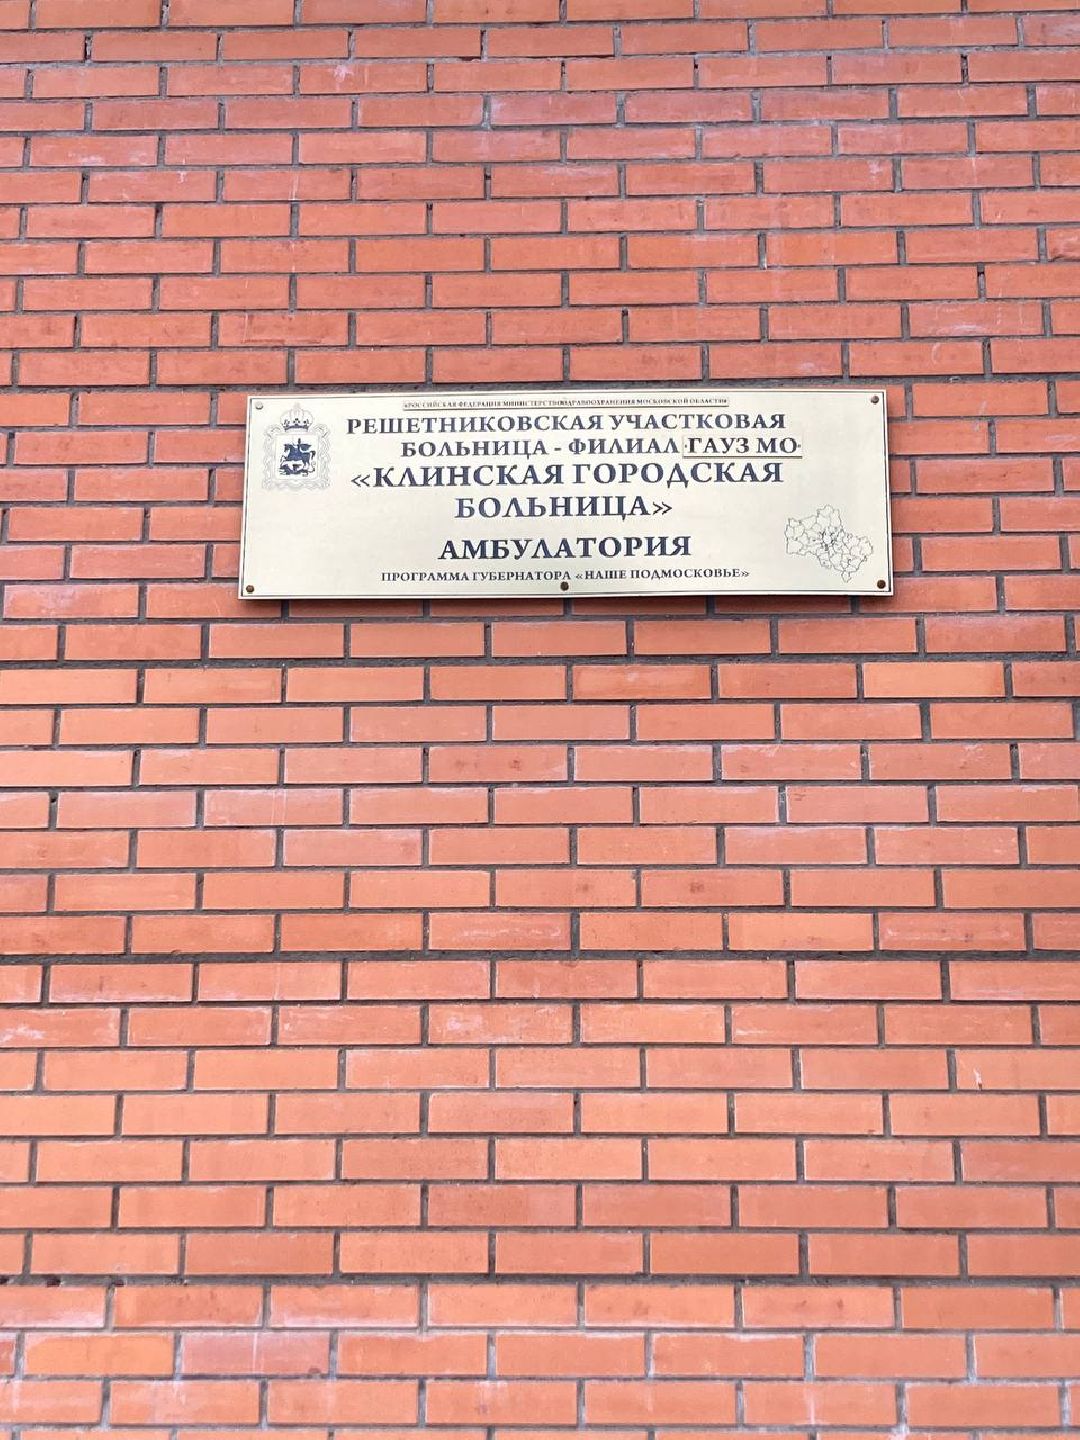 РОССИЙСКАЯ ФЕДЕРАЦИЯ МИНИСТЕРСТВО ЗДРАВООХРАНЕНИЯ МОСКОВСКОЙ ОБЛАСТИ
РЕШЕТНИКОВСКАЯ УЧАСТКОВАЯ
БОЛЬНИЦА - ФИЛИАЛ ГАУЗ МО
«КЛИНСКАЯ ГОРОДСКАЯ
БОЛЬНИЦА»
АМБУЛАТОРИЯ
ПРОГРАММА ГУБЕРНАТОРА «НАШЕ ПОДМОСКОВЬЕ»